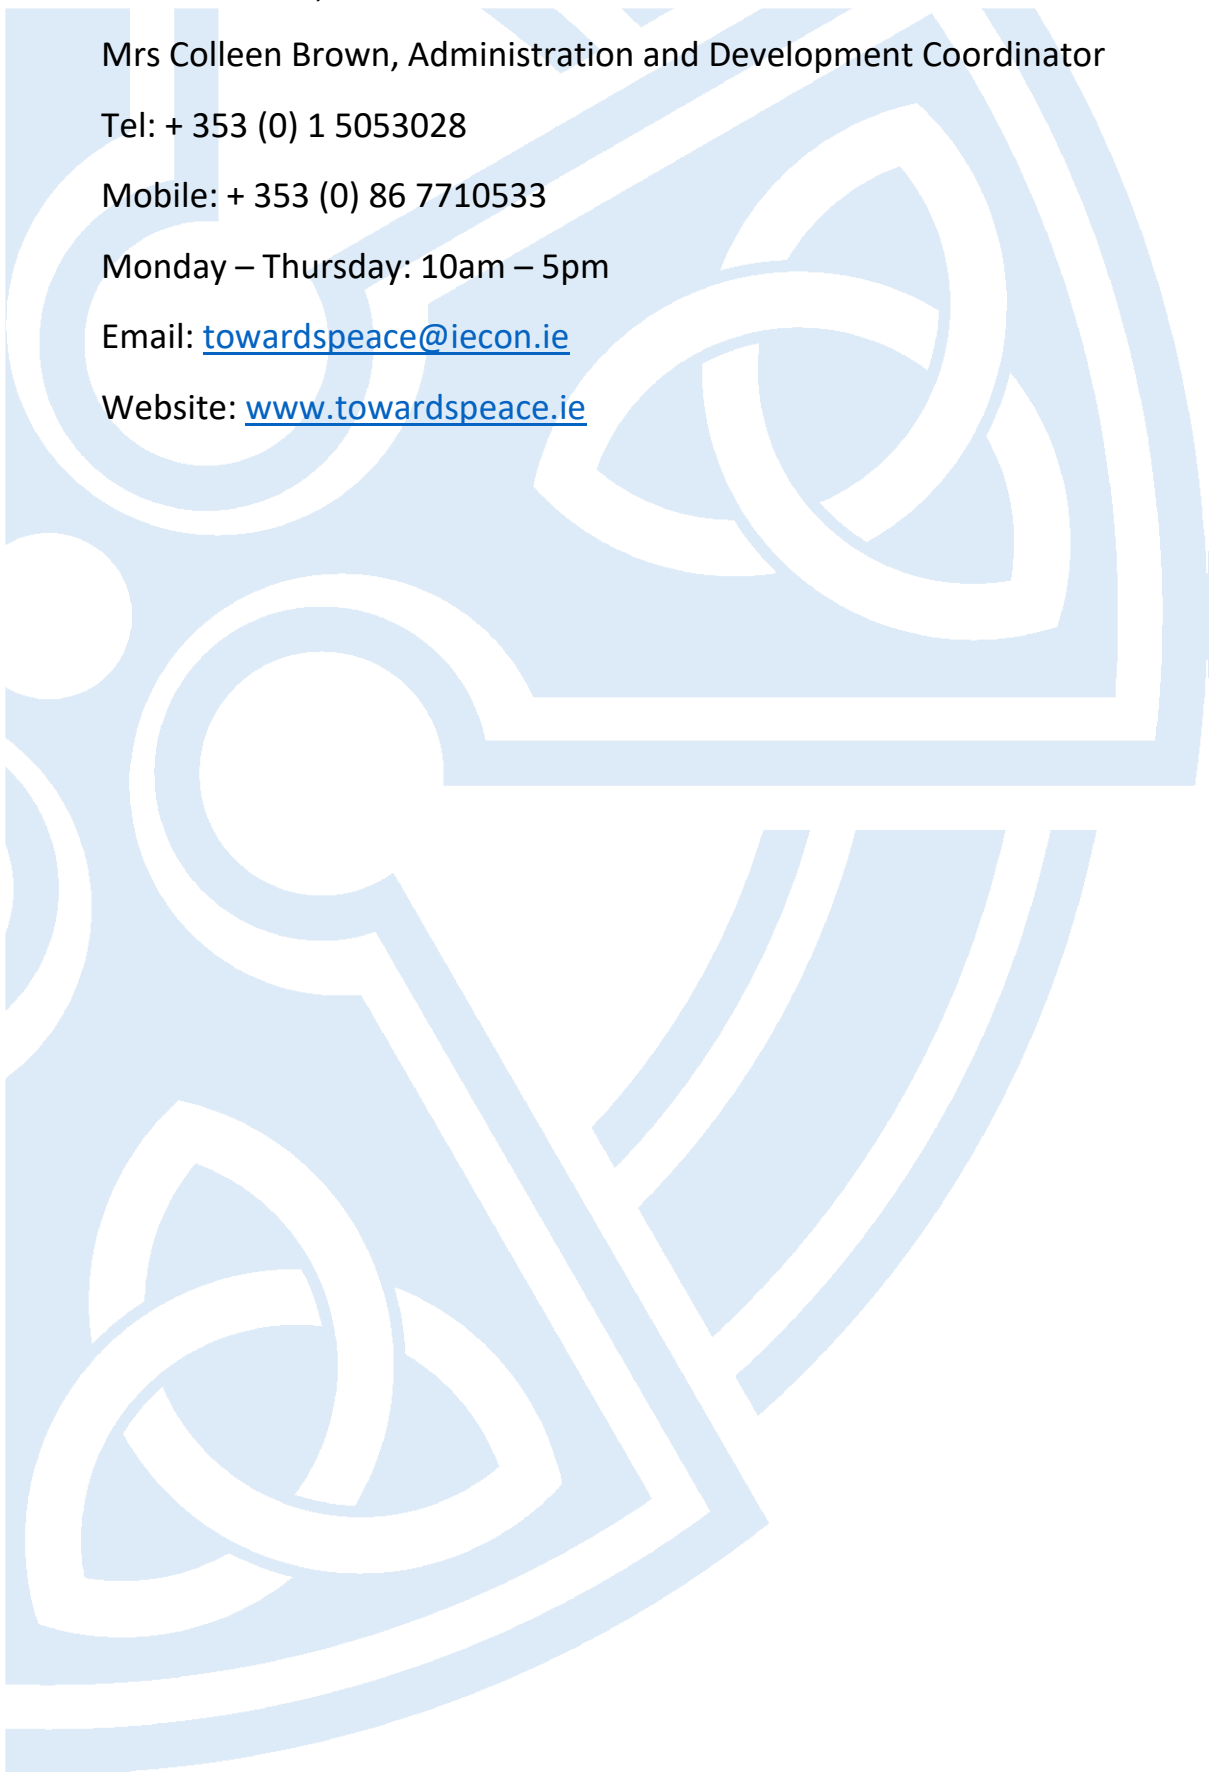 Mrs Colleen Brown, Administration and Development Coordinator
Tel: + 353 (0) 1 5053028
Mobile: + 353 (0) 86 7710533
Monday – Thursday: 10am – 5pm
Email: towardspeace@iecon.ie
Website: www.towardspeace.ie